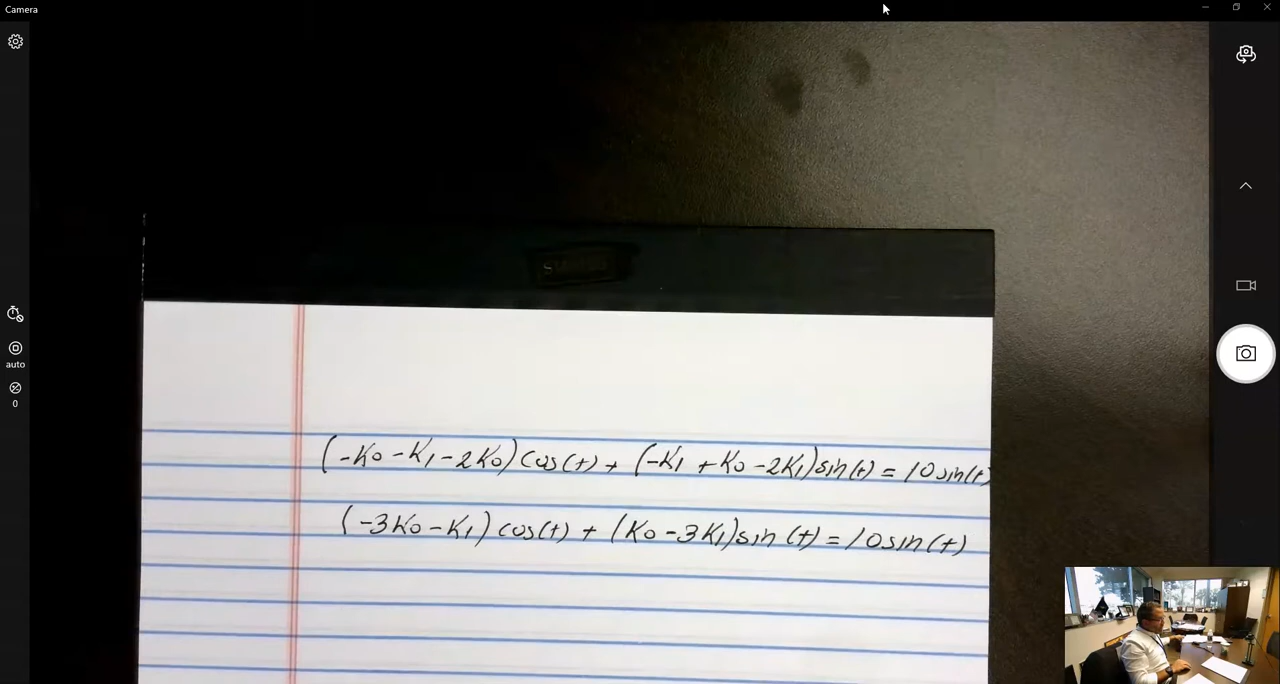 Camera
auto
0
(-K0 -K1 -2K0) cos(t) + (-K1 + K0 -2K1) sin(t) = 10 sin(t)
(-3K0 -K1) cos(t) + (K0 -3K1) sin(t) = 10 sin(t)